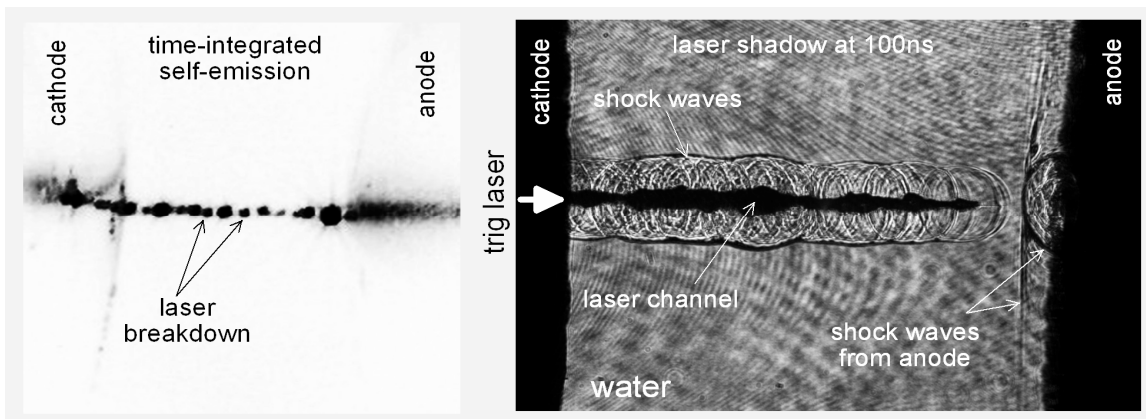 cathode
time-integrated
self-emission
anode
laser
breakdown
trig laser
cathode
laser shadow at 100ns
anode
shock waves
laser channel
shock waves
from anode
water